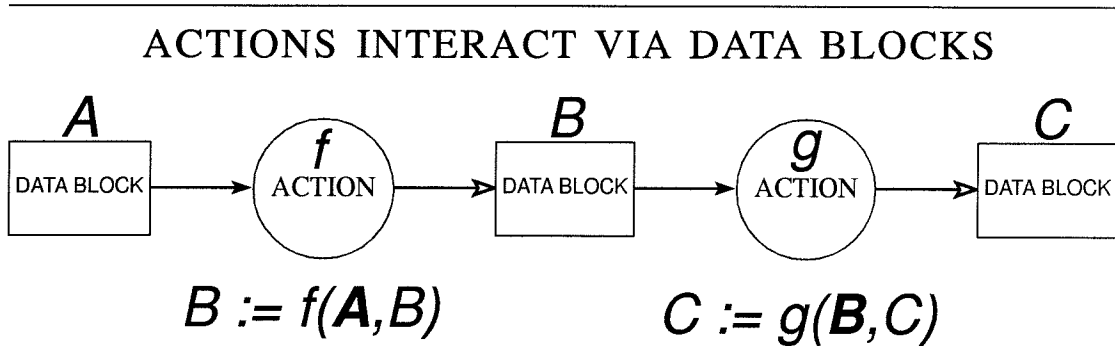 ACTIONS INTERACT VIA DATA BLOCKS
A
f
B
g
C
DATA BLOCK
ACTION
DATA BLOCK
ACTION
DATA BLOCK
B := f(A,B)
C := g(B,C)